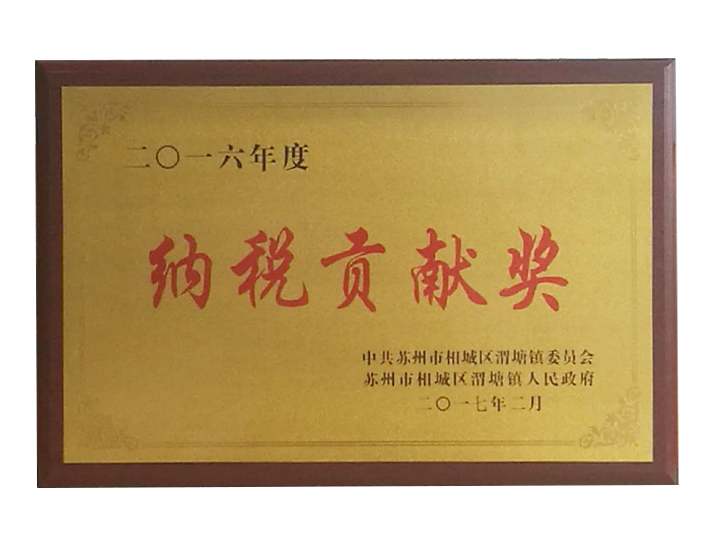 二〇一六年度
纳税贡献奖
中共苏州市相城区渭塘镇委员会
苏州市相城区渭塘镇人民政府
二〇一七年二月